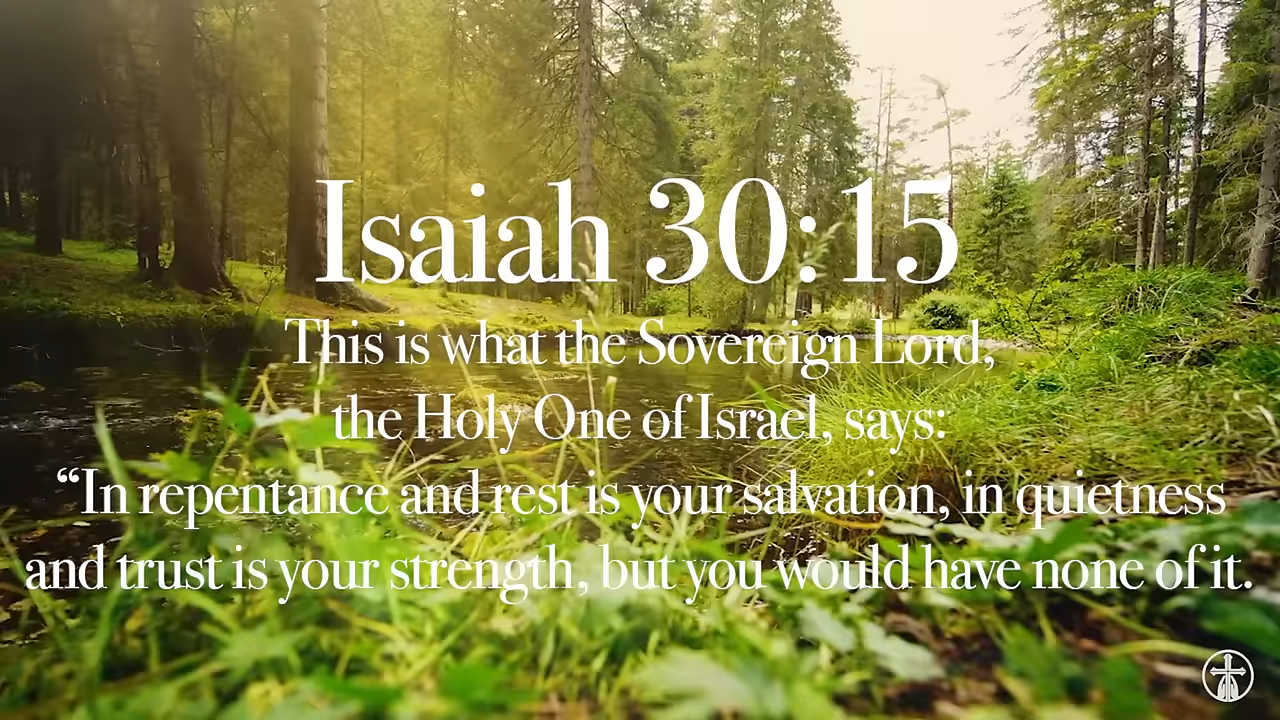 Isaiah 30:15
This is what the Sovereign Lord,
the Holy One of Israel, says:
“In repentance and rest is your salvation, in quietness
and trust is your strength, but you would have none of it.